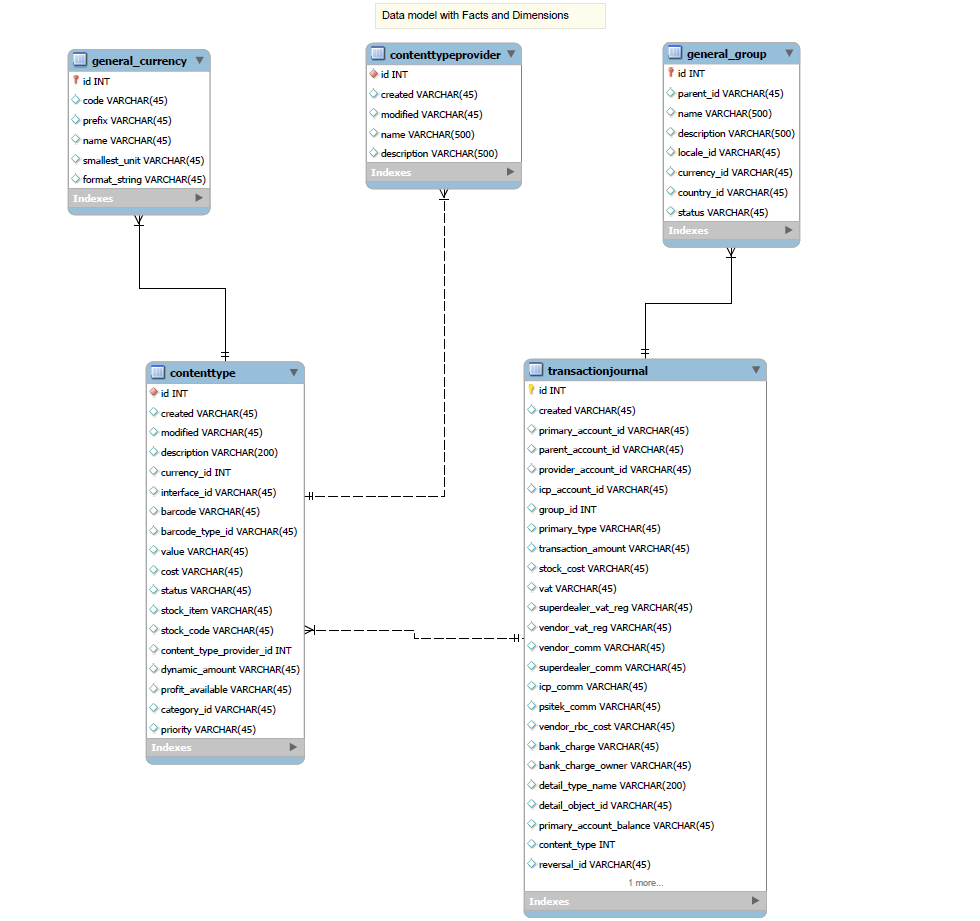 Data model with Facts and Dimensions
general_currency
id INT
code VARCHAR(45)
prefix VARCHAR(45)
name VARCHAR(45)
smallest_unit VARCHAR(45)
format_string VARCHAR(45)
Indexes
contenttypeprovider
id INT
created VARCHAR(45)
modified VARCHAR(45)
name VARCHAR(500)
description VARCHAR(500)
Indexes
general_group
id INT
parent_id VARCHAR(45)
name VARCHAR(500)
description VARCHAR(500)
locale_id VARCHAR(45)
currency_id VARCHAR(45)
country_id VARCHAR(45)
status VARCHAR(45)
Indexes
contenttype
id INT
created VARCHAR(45)
modified VARCHAR(45)
description VARCHAR(200)
currency_id INT
interface_id VARCHAR(45)
barcode VARCHAR(45)
barcode_type_id VARCHAR(45)
value VARCHAR(45)
cost VARCHAR(45)
status VARCHAR(45)
stock_item VARCHAR(45)
stock_code VARCHAR(45)
content_type_provider_id INT
dynamic_amount VARCHAR(45)
profit_available VARCHAR(45)
category_id VARCHAR(45)
priority VARCHAR(45)
Indexes
transactionjournal
id INT
created VARCHAR(45)
primary_account_id VARCHAR(45)
parent_account_id VARCHAR(45)
provider_account_id VARCHAR(45)
icp_account_id VARCHAR(45)
group_id INT
primary_type VARCHAR(45)
transaction_amount VARCHAR(45)
stock_cost VARCHAR(45)
vat VARCHAR(45)
superdealer_vat_reg VARCHAR(45)
vendor_vat_reg VARCHAR(45)
vendor_comm VARCHAR(45)
superdealer_comm VARCHAR(45)
icp_comm VARCHAR(45)
psitek_comm VARCHAR(45)
vendor_rbc_cost VARCHAR(45)
bank_charge VARCHAR(45)
bank_charge_owner VARCHAR(45)
detail_type_name VARCHAR(200)
detail_object_id VARCHAR(45)
primary_account_balance VARCHAR(45)
content_type INT
reversal_id VARCHAR(45)
1 more...
Indexes